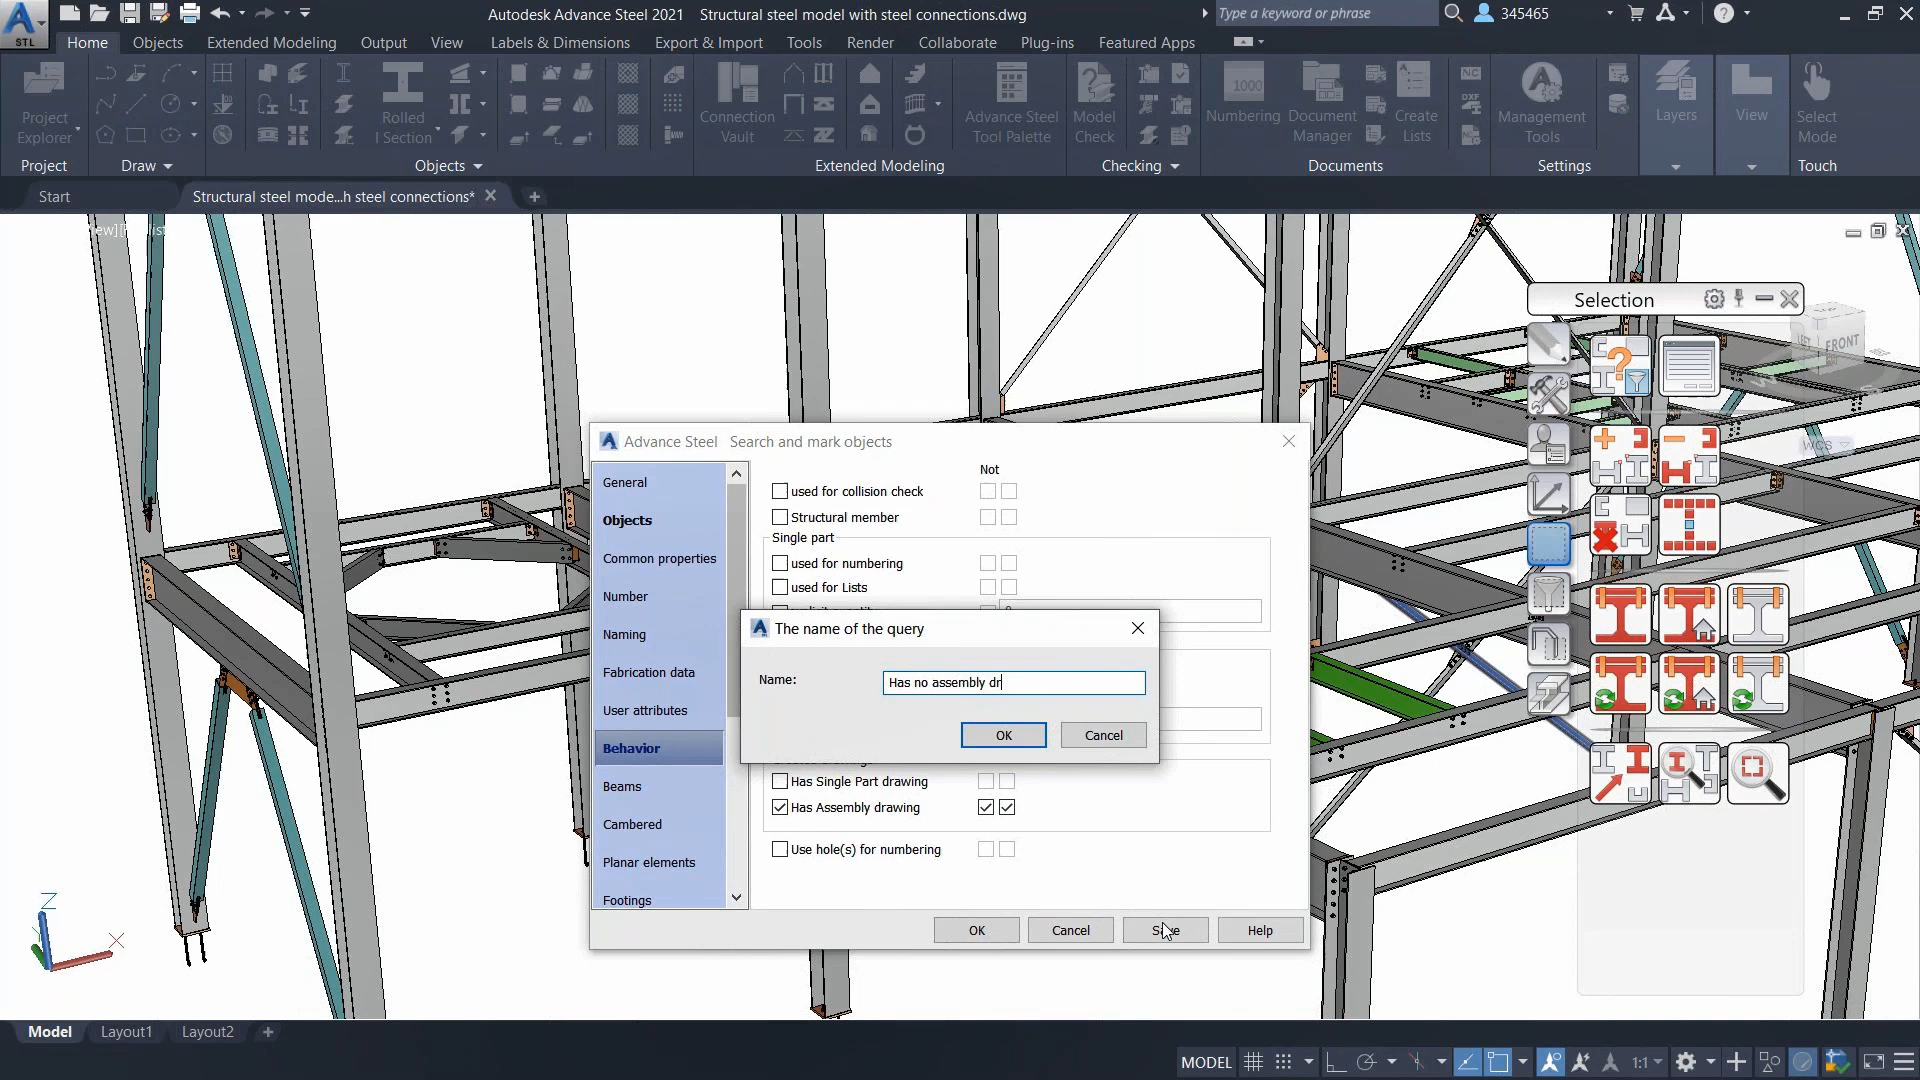 Autodesk Advance Steel 2021 Structural steel model with steel connections.dwg
Type a keyword or phrase
345465
STL
Home Objects Extended Modeling Output View Labels & Dimensions Export & Import Tools Render Collaborate Plug-ins Featured Apps
Project Explorer
Rolled I Section
Connection Vault
Advance Steel Tool Palette
Model Check
1000
Numbering
Document Manager
Create Lists
NC
DXF
Management Tools
Layers
View
Select Mode
Project Draw Objects Extended Modeling Checking Documents Settings Touch
Start
Structural steel mode...h steel connections*
Selection
LEFT
FRONT
WCS
Advance Steel Search and mark objects
General
Objects
Common properties
Number
Naming
Fabrication data
User attributes
Behavior
Beams
Cambered
Planar elements
Footings
Not
used for collision check
Structural member
Single part
used for numbering
used for Lists
The name of the query
Name:
Has no assembly dr
OK
Cancel
Has Single Part drawing
Has Assembly drawing
Use hole(s) for numbering
OK
Cancel
Save
Help
Z
X
Model Layout1 Layout2
MODEL
1:1